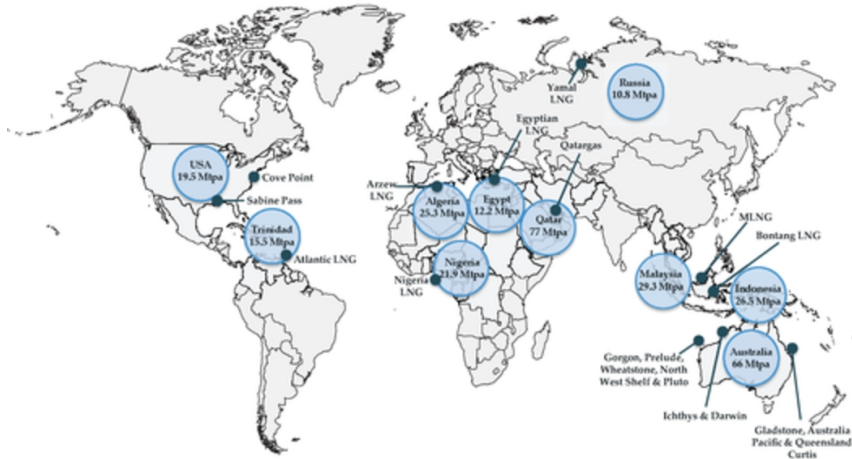 Yamal
LNG
Russia
10.8 Mtpa
Egyptian
LNG
Qatargas
USA
19.5 Mtpa
Cove Point
Sabine Pass
Arzew
LNG
Algeria
25.3 Mtpa
Egypt
12.2 Mtpa
Qatar
77 Mtpa
Trinidad
15.5 Mtpa
Atlantic LNG
Nigeria
21.9 Mtpa
Nigeria
LNG
MLNG
Bontang LNG
Malaysia
29.3 Mtpa
Indonesia
26.5 Mtpa
Australia
66 Mtpa
Gorgon, Prelude,
Wheatstone, North
West Shelf & Pluto
Ichthys & Darwin
Gladstone, Australia
Pacific & Queensland
Curtis